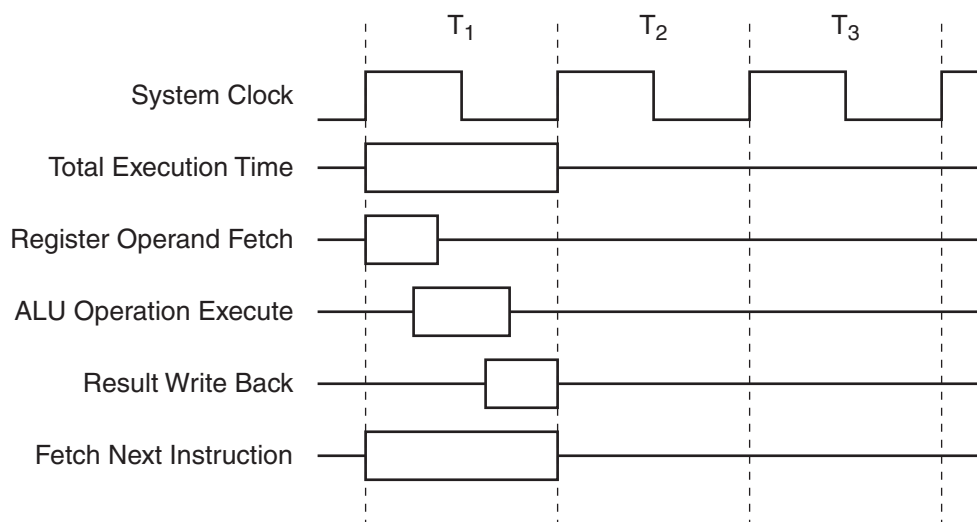 T1 T2 T3
System Clock
Total Execution Time
Register Operand Fetch
ALU Operation Execute
Result Write Back
Fetch Next Instruction